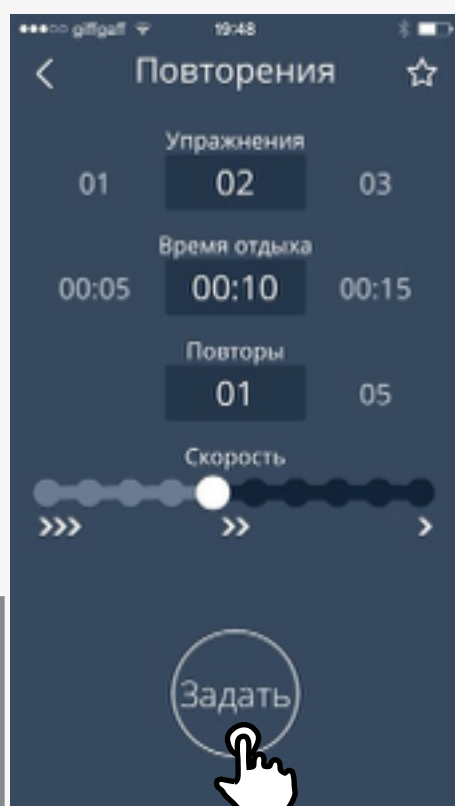 giffgaff 19:48
Повторения
Упражнения
01 02 03
Время отдыха
00:05 00:10 00:15
Повторы
01 05
Скорость
>>> >> >
Задать